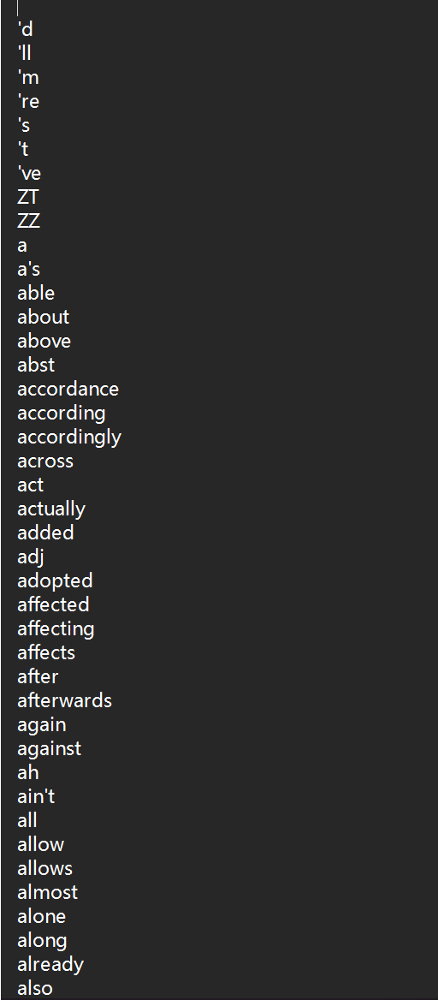 'd
'll
'm
're
's
't
've
ZT
ZZ
a
a's
able
about
above
abst
accordance
according
accordingly
across
act
actually
added
adj
adopted
affected
affecting
affects
after
afterwards
again
against
ah
ain't
all
allow
allows
almost
alone
along
already
also